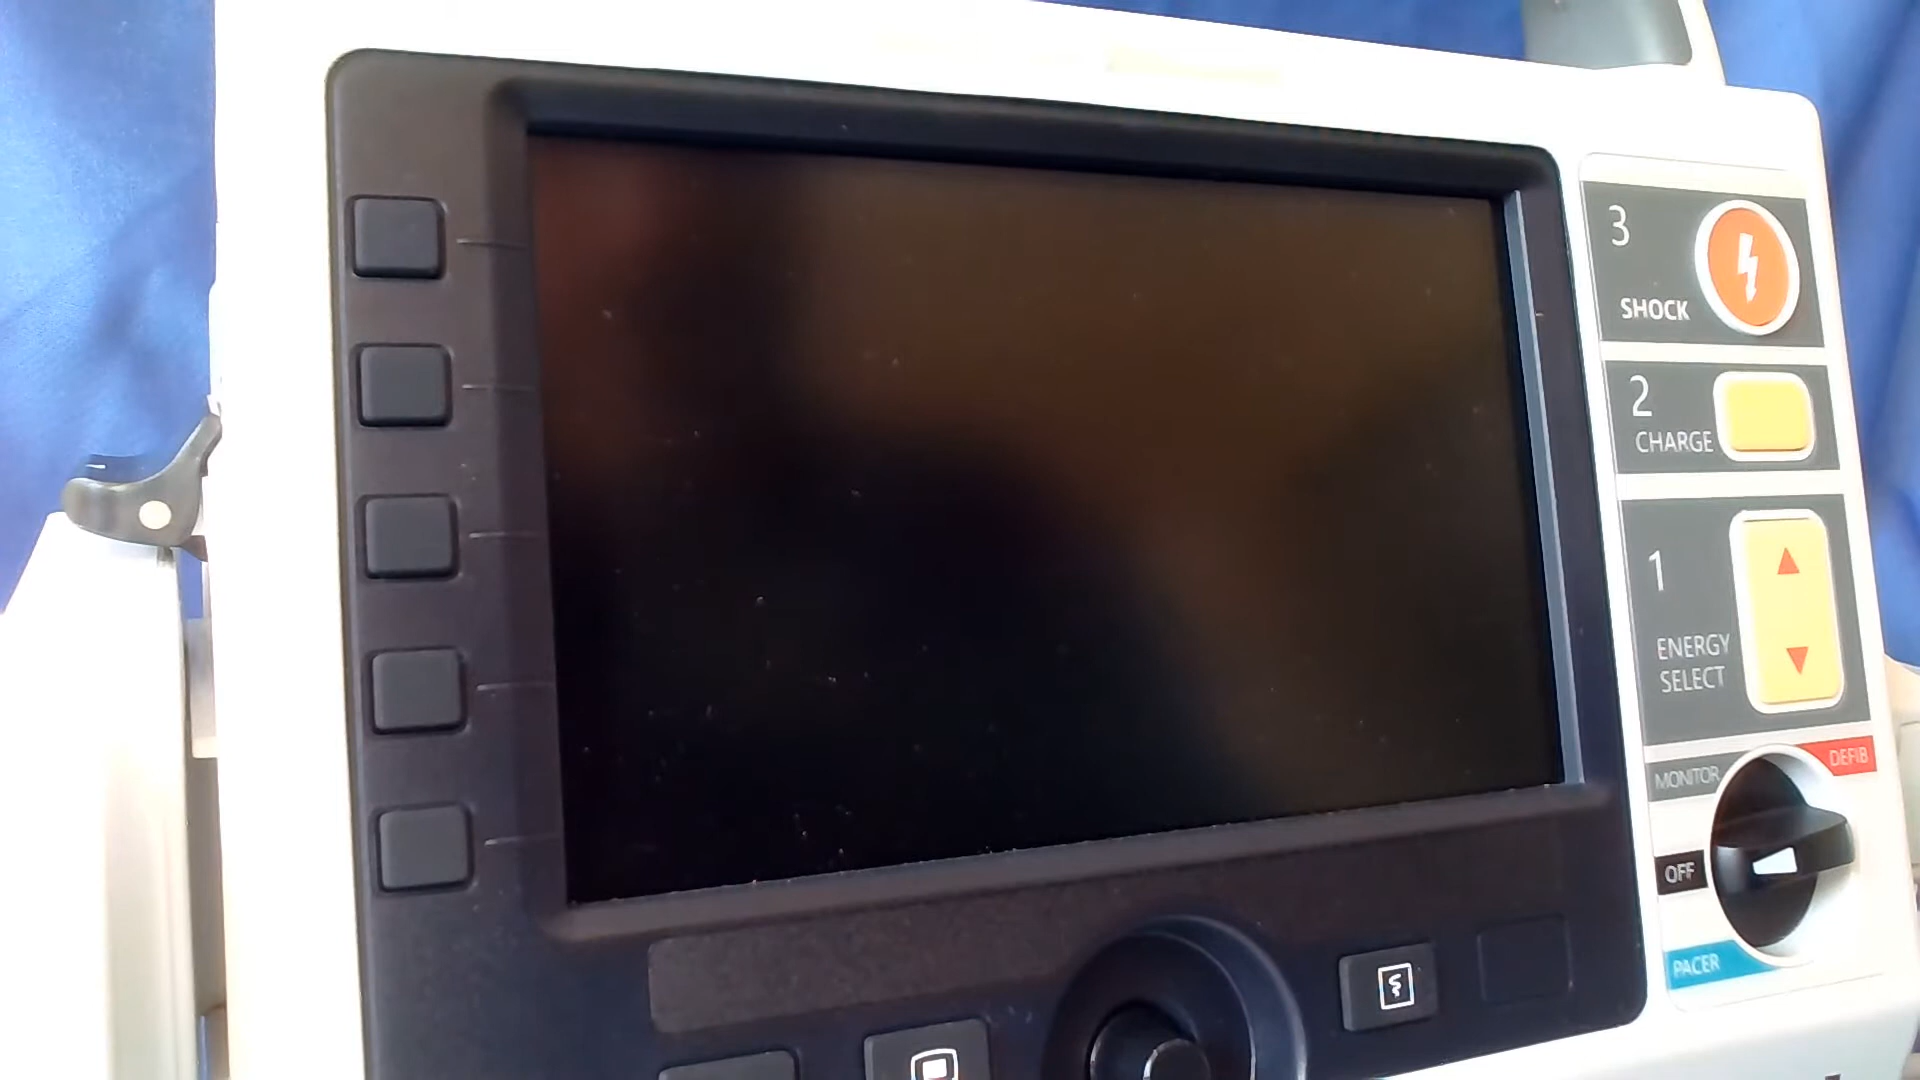 3
SHOCK
2
CHARGE
1
ENERGY
SELECT
DEFIB
MONITOR
OFF
PACER